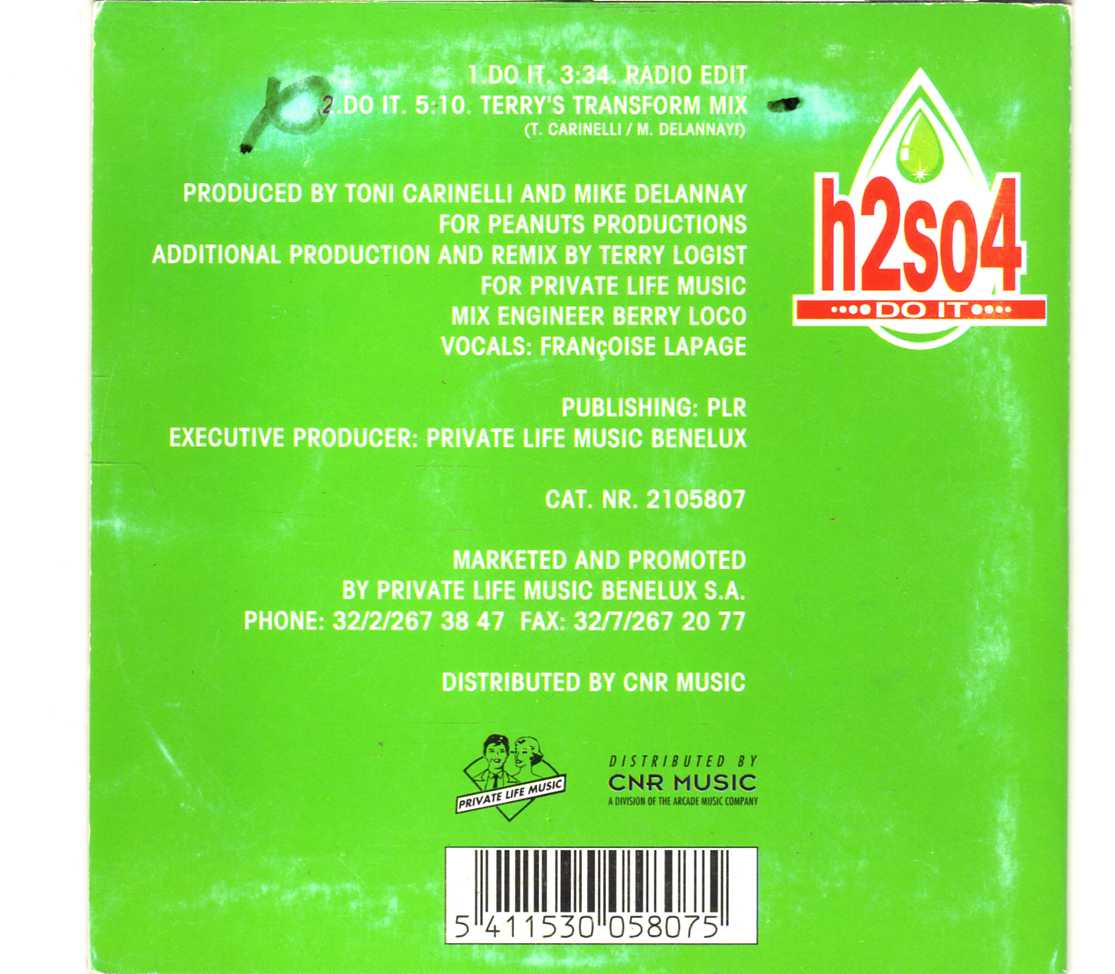 1.DO IT. 3:34. RADIO EDIT
2.DO IT. 5:10. TERRY'S TRANSFORM MIX
(T. CARINELLI / M. DELANNAY!)
PRODUCED BY TONI CARINELLI AND MIKE DELANNAY
FOR PEANUTS PRODUCTIONS
ADDITIONAL PRODUCTION AND REMIX BY TERRY LOGIST
FOR PRIVATE LIFE MUSIC
MIX ENGINEER BERRY LOCO
VOCALS: FRANçOISE LAPAGE
PUBLISHING: PLR
EXECUTIVE PRODUCER: PRIVATE LIFE MUSIC BENELUX
CAT. NR. 2105807
MARKETED AND PROMOTED
BY PRIVATE LIFE MUSIC BENELUX S.A.
PHONE: 32/2/267 38 47 FAX: 32/7/267 20 77
DISTRIBUTED BY CNR MUSIC
h2so4
••••DO IT••••
PRIVATE LIFE MUSIC
DISTRIBUTED BY
CNR MUSIC
A DIVISION OF THE ARCADE MUSIC COMPANY
5 411530 058075